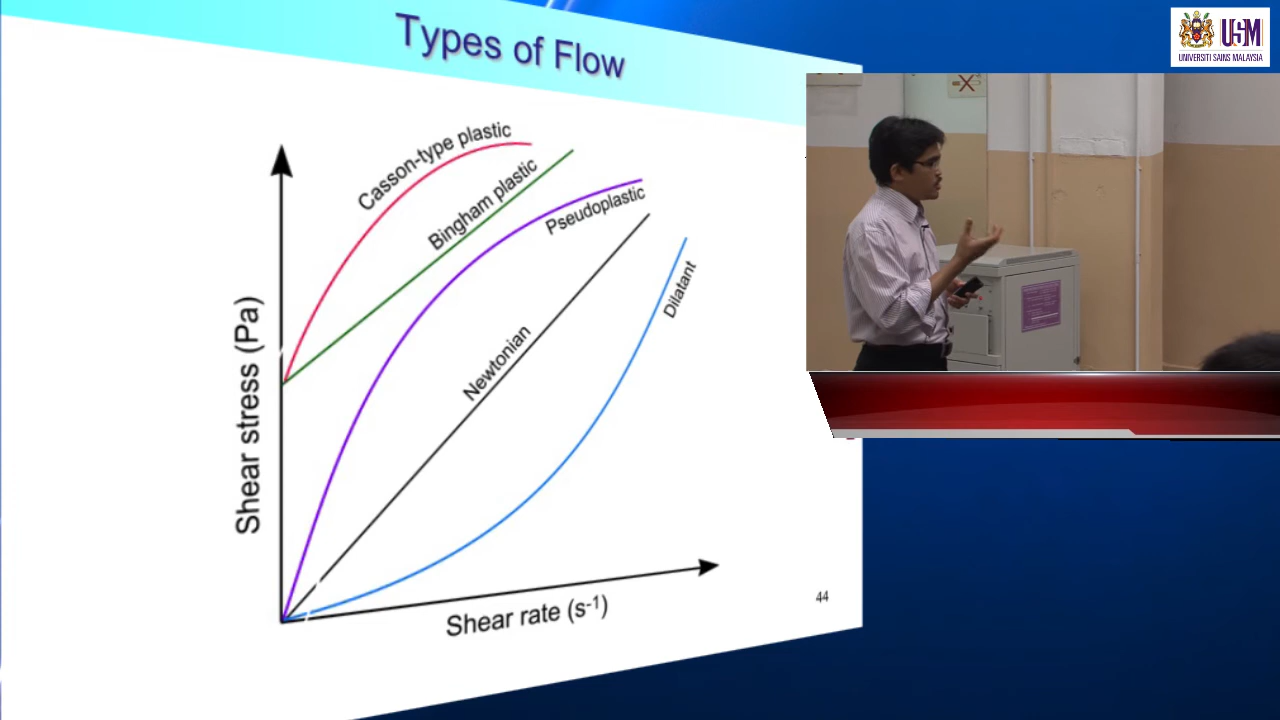 Types of Flow
USM
UNIVERSITI SAINS MALAYSIA
Casson-type plastic
Bingham plastic
Pseudoplastic
Newtonian
Dilatant
Shear stress (Pa)
Shear rate (s-1)
44